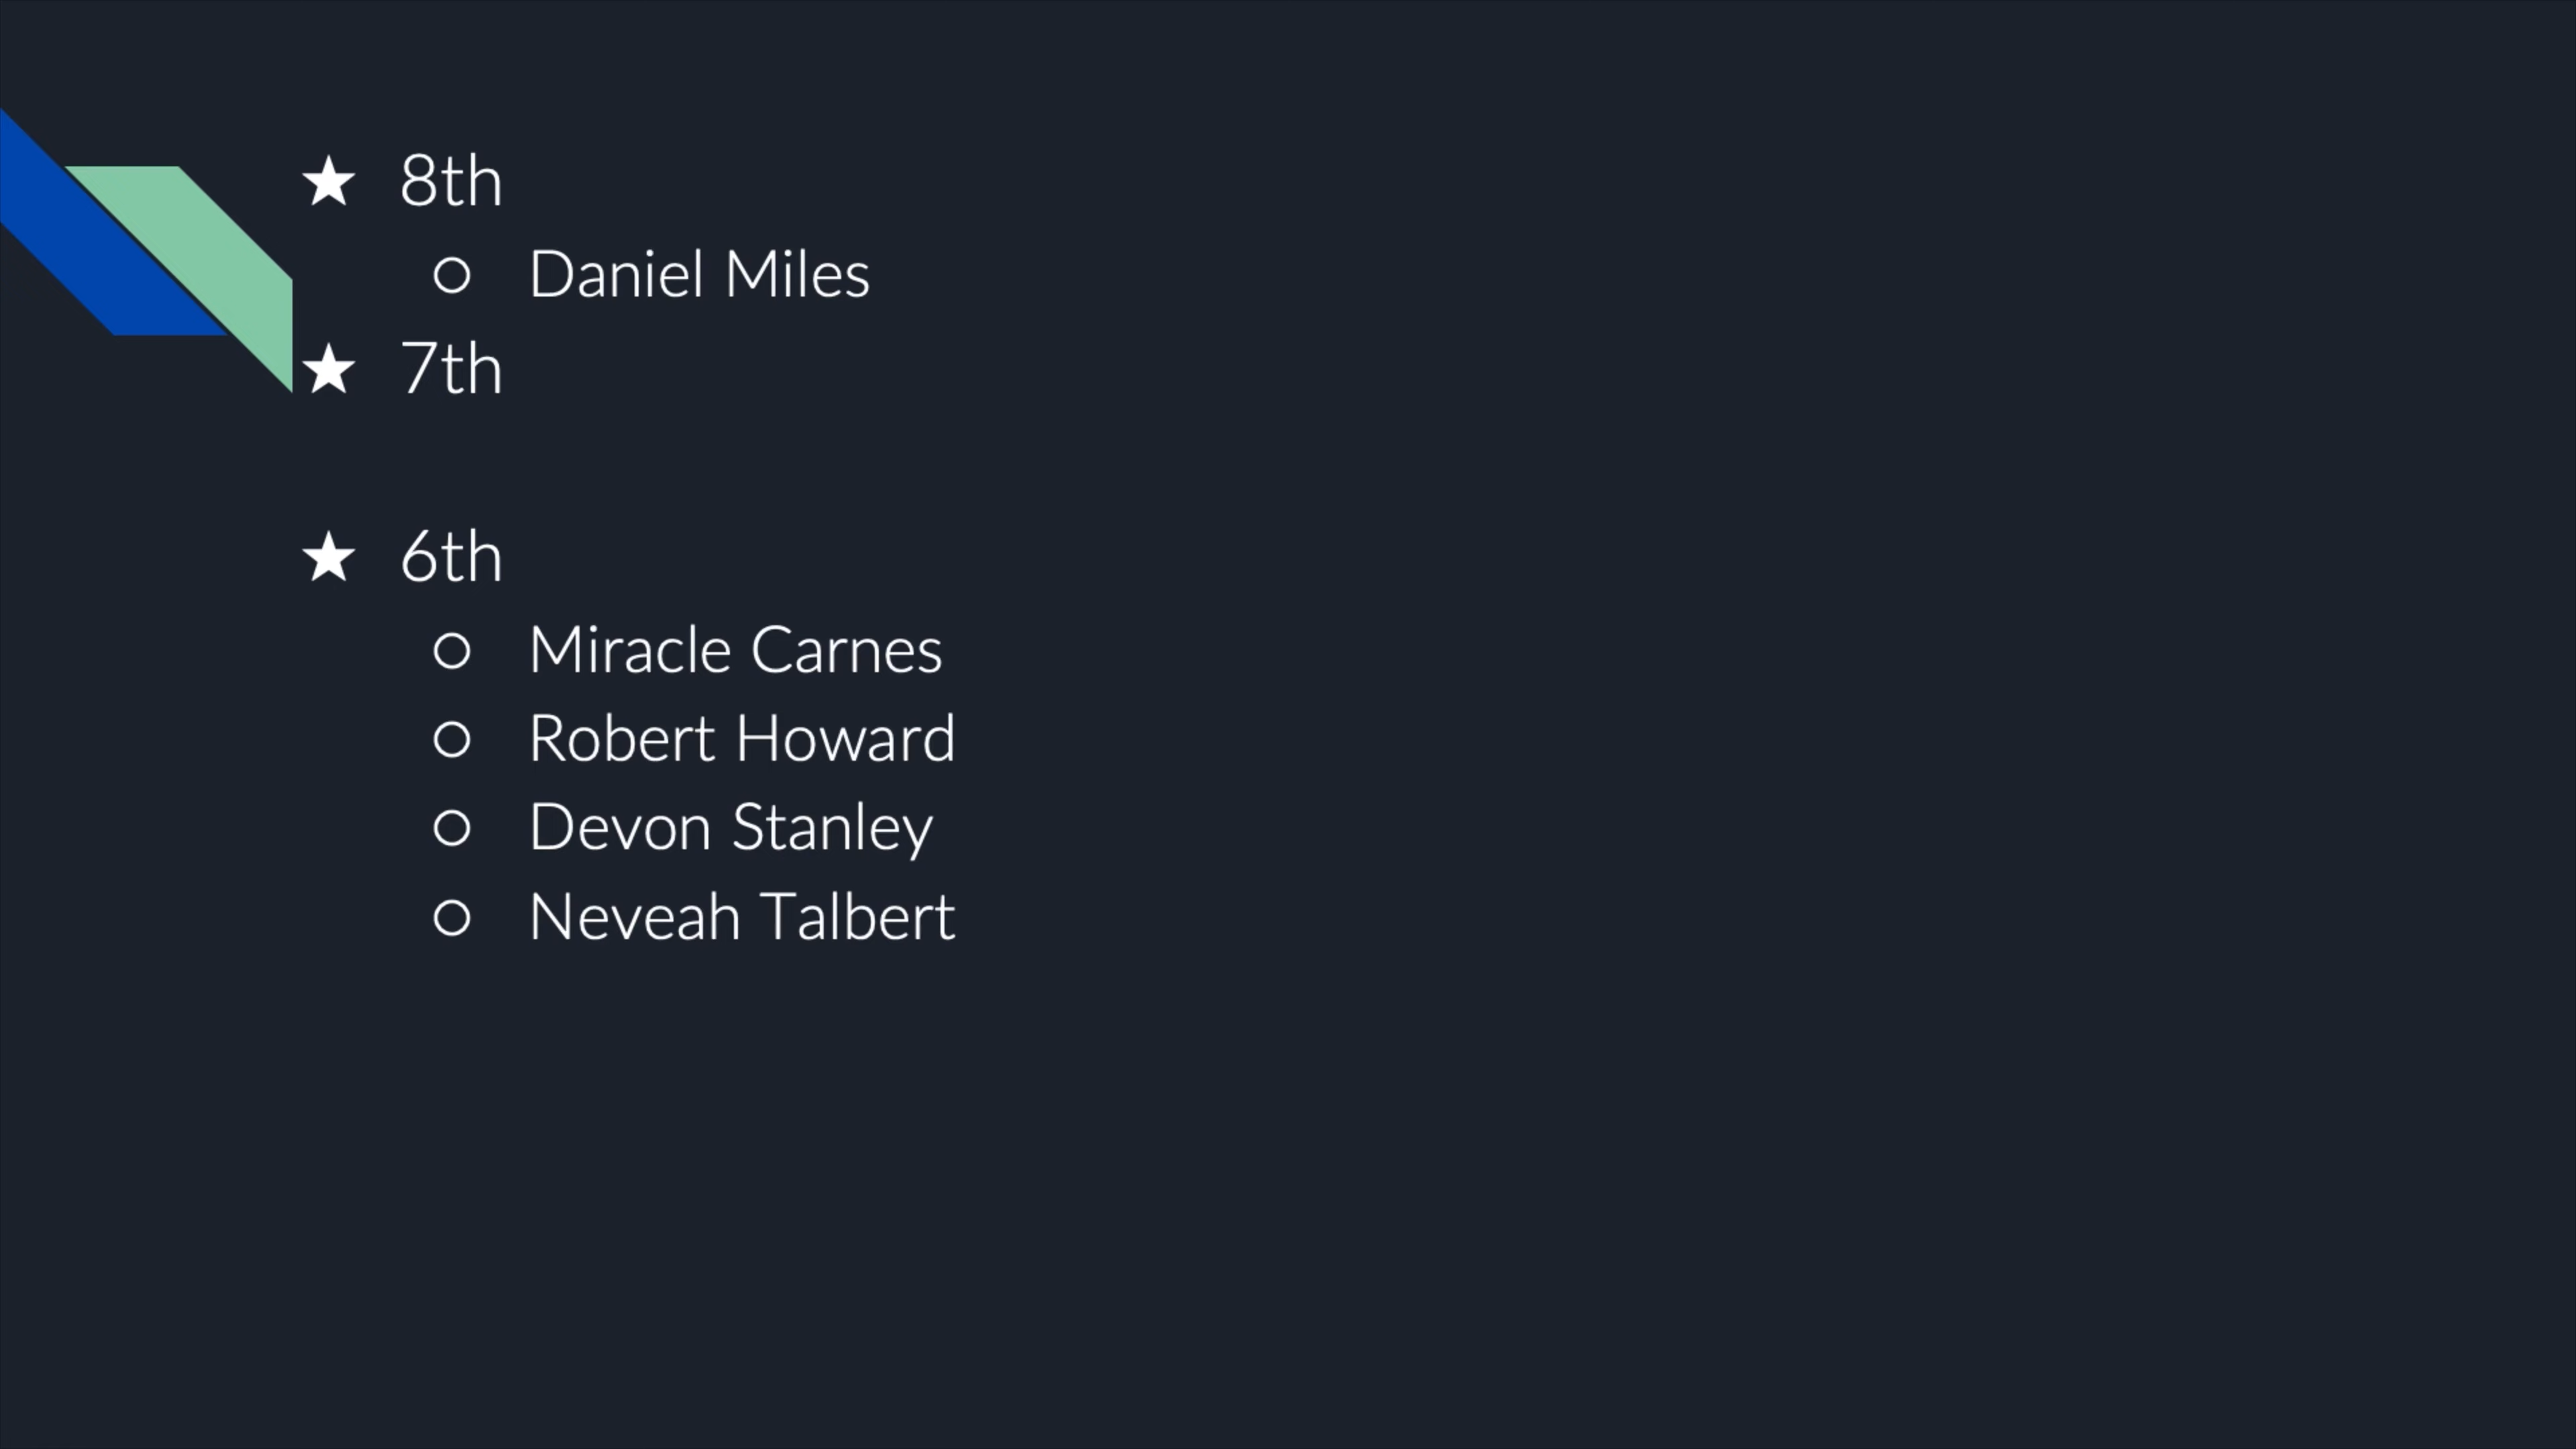 ★ 8th
○ Daniel Miles
★ 7th
★ 6th
○ Miracle Carnes
○ Robert Howard
○ Devon Stanley
○ Neveah Talbert